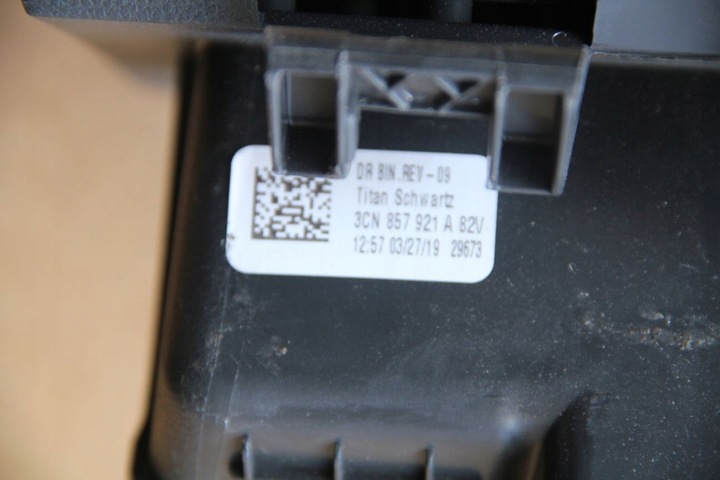 DR BIN.REV-09
Titan Schwartz
3CN 857 921 A 82V
12:57 03/27/19 29673